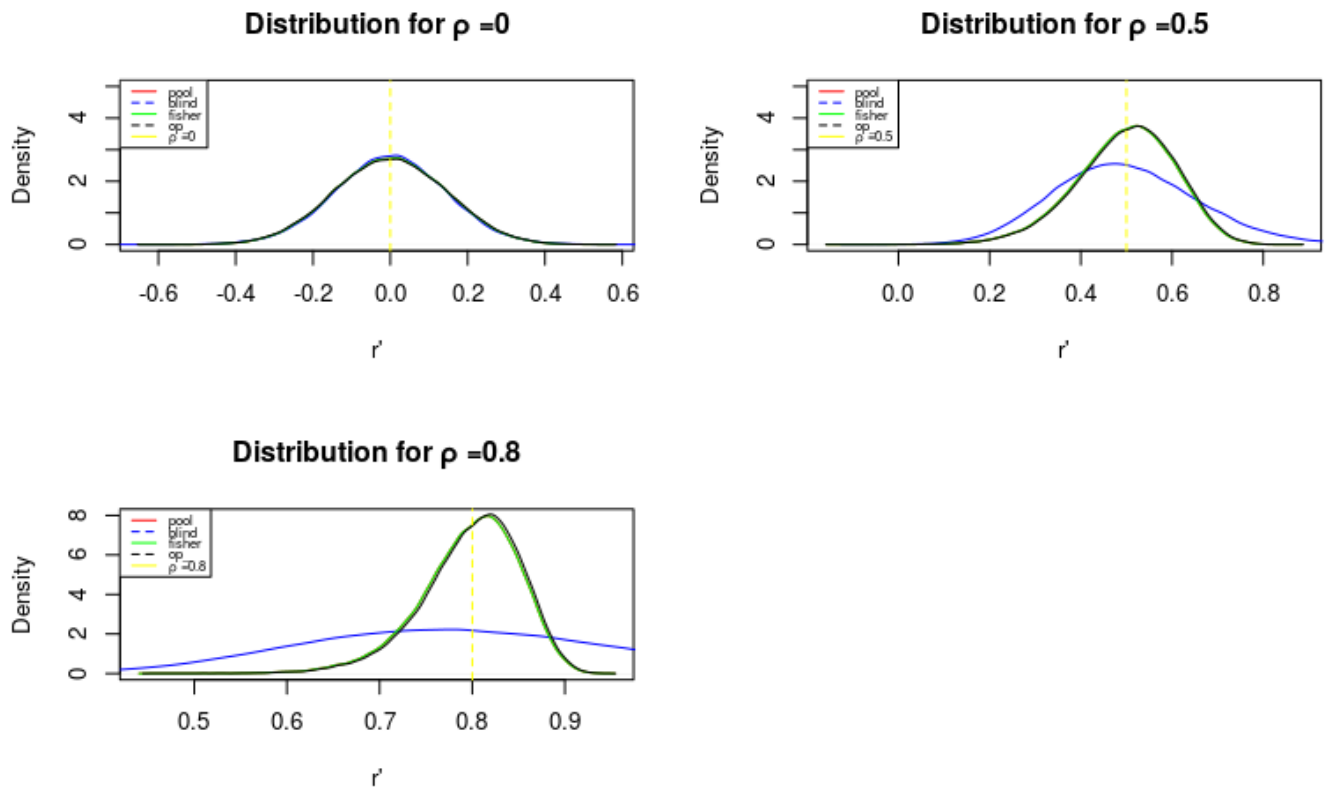 Distribution for ρ =0
Density
0 2 4
pool
blind
fisher
op
ρ =0
-0.6 -0.4 -0.2 0.0 0.2 0.4 0.6
r'
Distribution for ρ =0.5
Density
0 2 4
pool
blind
fisher
op
ρ =0.5
0.0 0.2 0.4 0.6 0.8
r'
Distribution for ρ =0.8
Density
0 2 4 6 8
pool
blind
fisher
op
ρ =0.8
0.5 0.6 0.7 0.8 0.9
r'